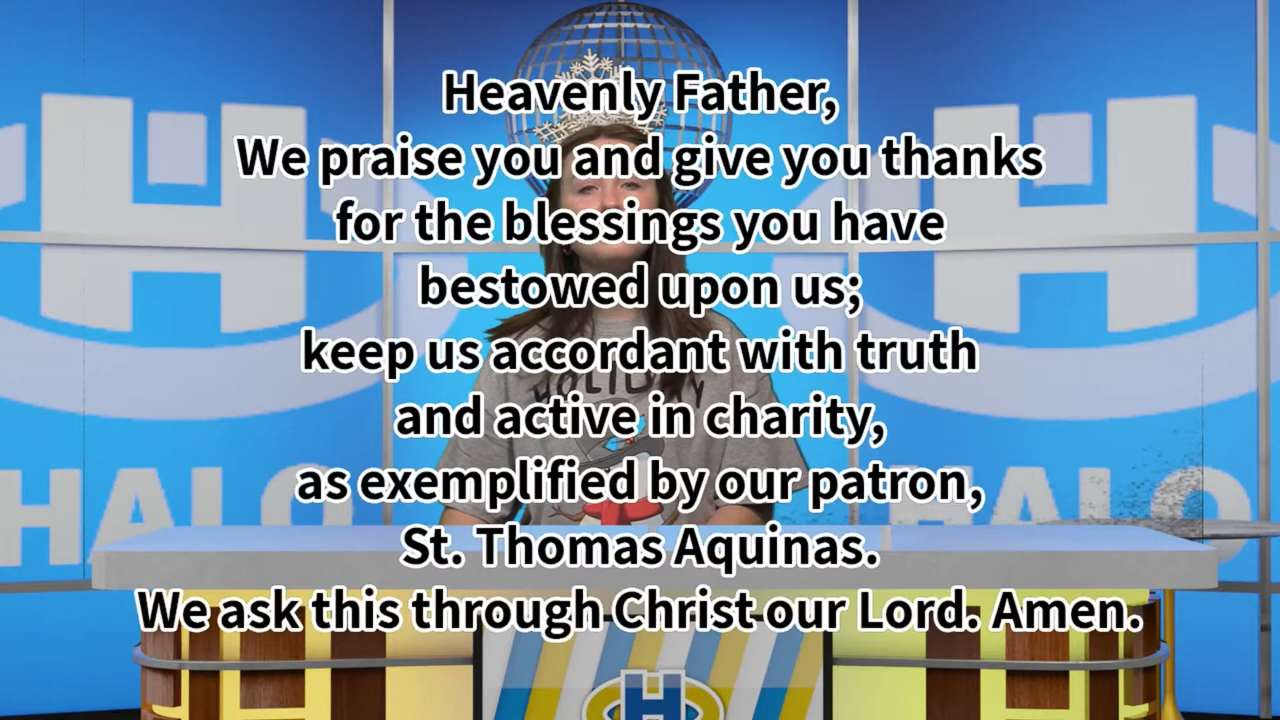 Heavenly Father,
We praise you and give you thanks
for the blessings you have
bestowed upon us;
keep us accordant with truth
and active in charity,
as exemplified by our patron,
St. Thomas Aquinas.
We ask this through Christ our Lord. Amen.
H
H
HALO
HALO
H